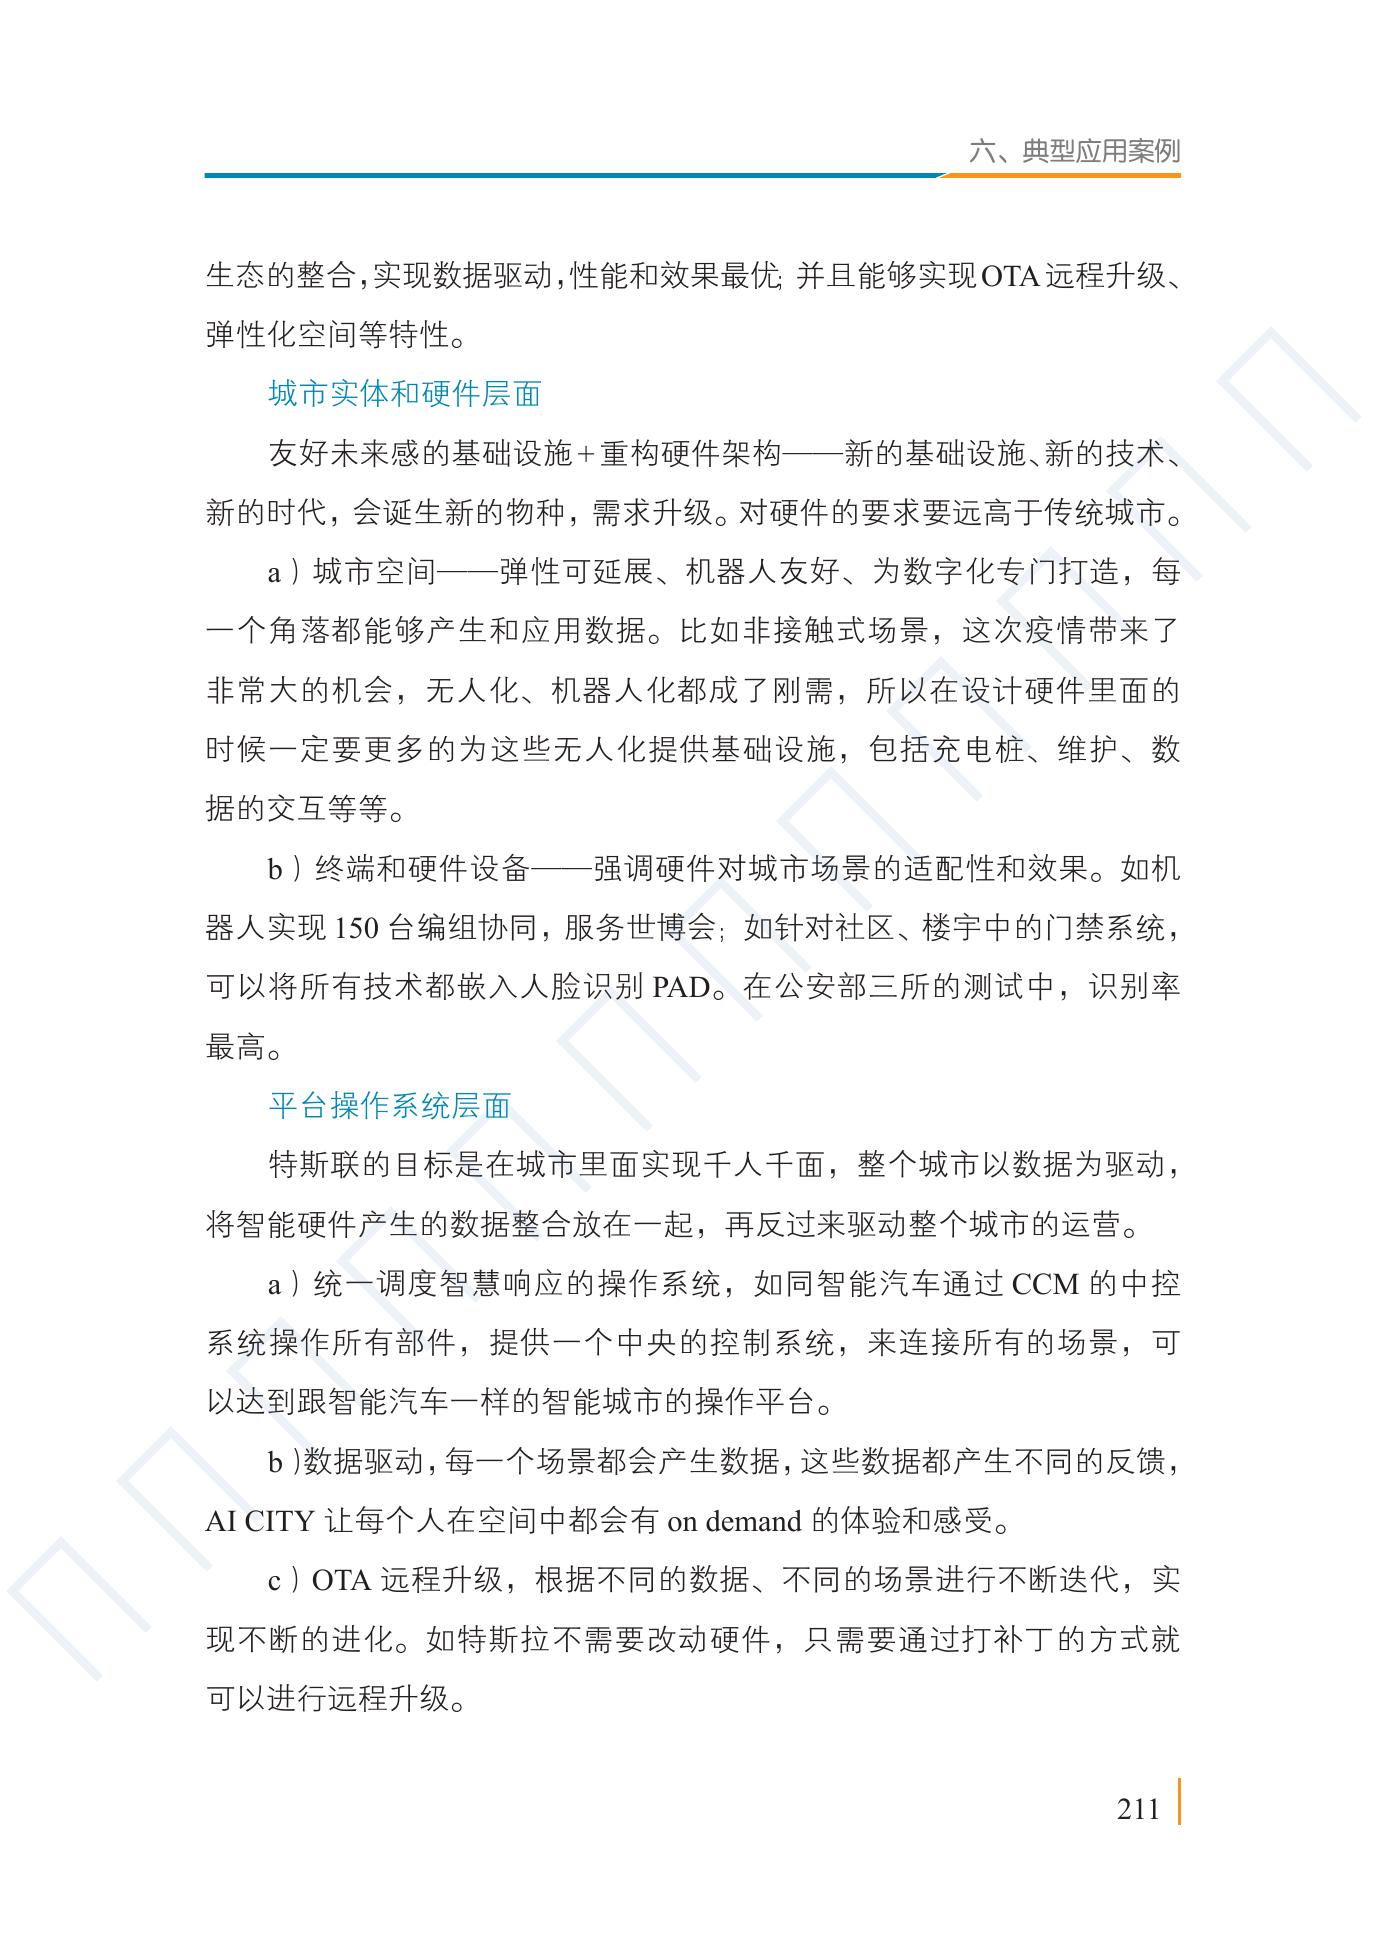 六、典型应用案例
生态的整合,实现数据驱动,性能和效果最优;并且能够实现OTA远程升级、
弹性化空间等特性。
城市实体和硬件层面
友好未来感的基础设施+重构硬件架构——新的基础设施、新的技术、
新的时代，会诞生新的物种，需求升级。对硬件的要求要远高于传统城市。
a）城市空间——弹性可延展、机器人友好、为数字化专门打造，每
一个角落都能够产生和应用数据。比如非接触式场景，这次疫情带来了
非常大的机会，无人化、机器人化都成了刚需，所以在设计硬件里面的
时候一定要更多的为这些无人化提供基础设施，包括充电桩、维护、数
据的交互等等。
b）终端和硬件设备——强调硬件对城市场景的适配性和效果。如机
器人实现 150 台编组协同，服务世博会；如针对社区、楼宇中的门禁系统，
可以将所有技术都嵌入人脸识别 PAD。在公安部三所的测试中，识别率
最高。
平台操作系统层面
特斯联的目标是在城市里面实现千人千面，整个城市以数据为驱动，
将智能硬件产生的数据整合放在一起，再反过来驱动整个城市的运营。
a）统一调度智慧响应的操作系统，如同智能汽车通过 CCM 的中控
系统操作所有部件，提供一个中央的控制系统，来连接所有的场景，可
以达到跟智能汽车一样的智能城市的操作平台。
b）数据驱动,每一个场景都会产生数据,这些数据都产生不同的反馈，
AI CITY 让每个人在空间中都会有 on demand 的体验和感受。
c）OTA 远程升级，根据不同的数据、不同的场景进行不断迭代，实
现不断的进化。如特斯拉不需要改动硬件，只需要通过打补丁的方式就
可以进行远程升级。
211